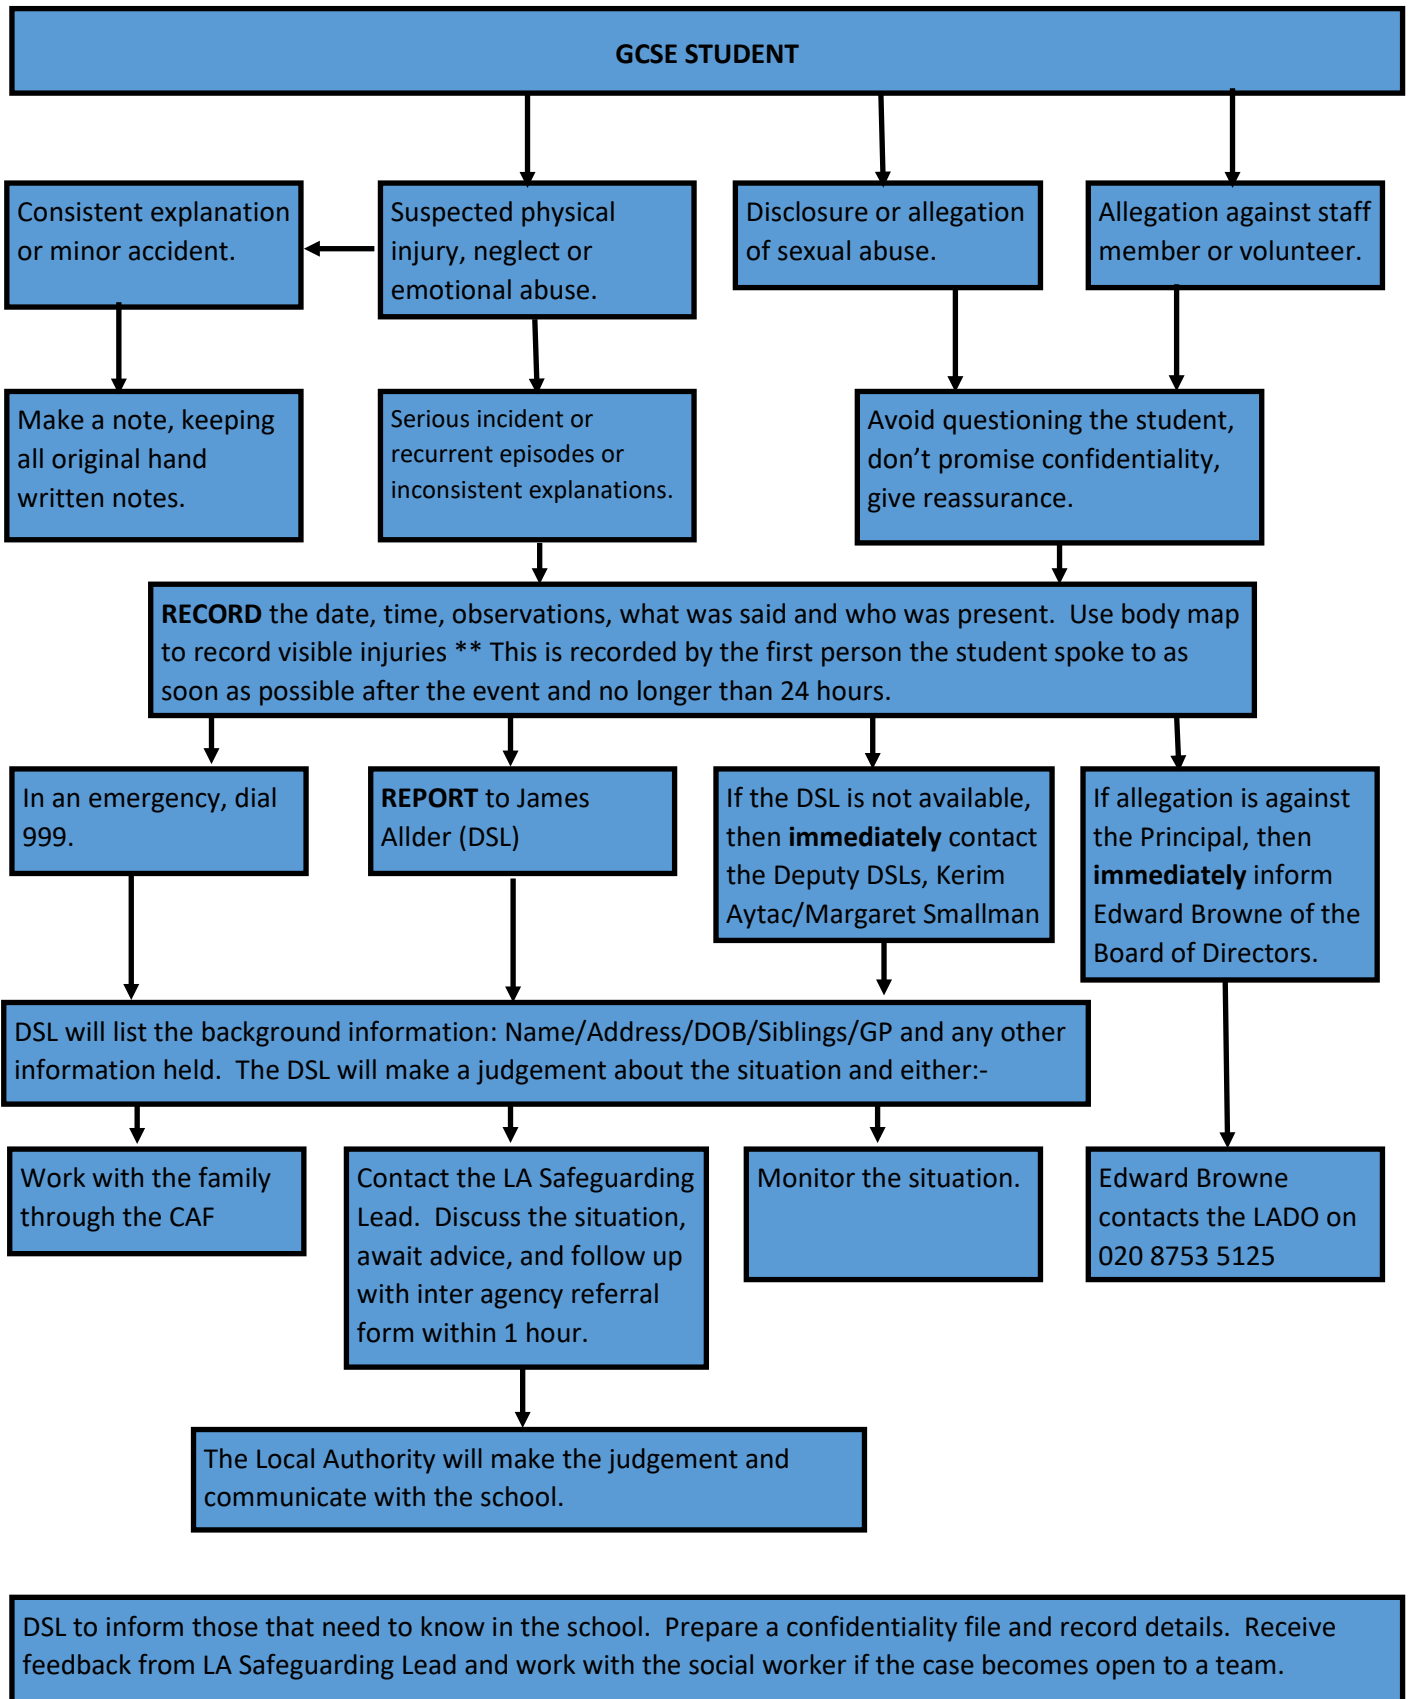 GCSE STUDENT
Consistent explanation
or minor accident.
Suspected physical
injury, neglect or
emotional abuse.
Disclosure or allegation
of sexual abuse.
Allegation against staff
member or volunteer.
Make a note, keeping
all original hand
written notes.
Serious incident or
recurrent episodes or
inconsistent explanations.
Avoid questioning the student,
don’t promise confidentiality,
give reassurance.
RECORD the date, time, observations, what was said and who was present. Use body map
to record visible injuries ** This is recorded by the first person the student spoke to as
soon as possible after the event and no longer than 24 hours.
In an emergency, dial
999.
REPORT to James
Allder (DSL)
If the DSL is not available,
then immediately contact
the Deputy DSLs, Kerim
Aytac/Margaret Smallman
If allegation is against
the Principal, then
immediately inform
Edward Browne of the
Board of Directors.
DSL will list the background information: Name/Address/DOB/Siblings/GP and any other
information held. The DSL will make a judgement about the situation and either:-
Work with the family
through the CAF
Contact the LA Safeguarding
Lead. Discuss the situation,
await advice, and follow up
with inter agency referral
form within 1 hour.
Monitor the situation.
Edward Browne
contacts the LADO on
020 8753 5125
The Local Authority will make the judgement and
communicate with the school.
DSL to inform those that need to know in the school. Prepare a confidentiality file and record details. Receive
feedback from LA Safeguarding Lead and work with the social worker if the case becomes open to a team.